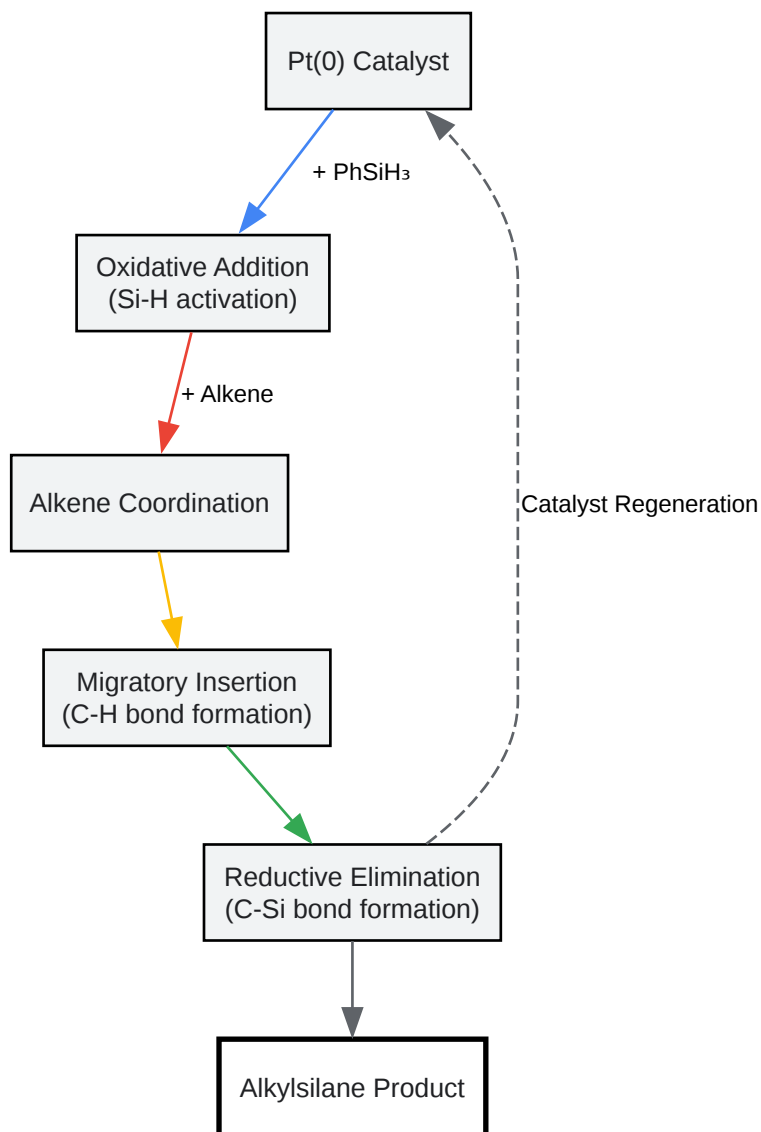 Pt(0) Catalyst
+ PhSiH₃
Oxidative Addition
(Si-H activation)
+ Alkene
Alkene Coordination
Catalyst Regeneration
Migratory Insertion
(C-H bond formation)
Reductive Elimination
(C-Si bond formation)
Alkylsilane Product